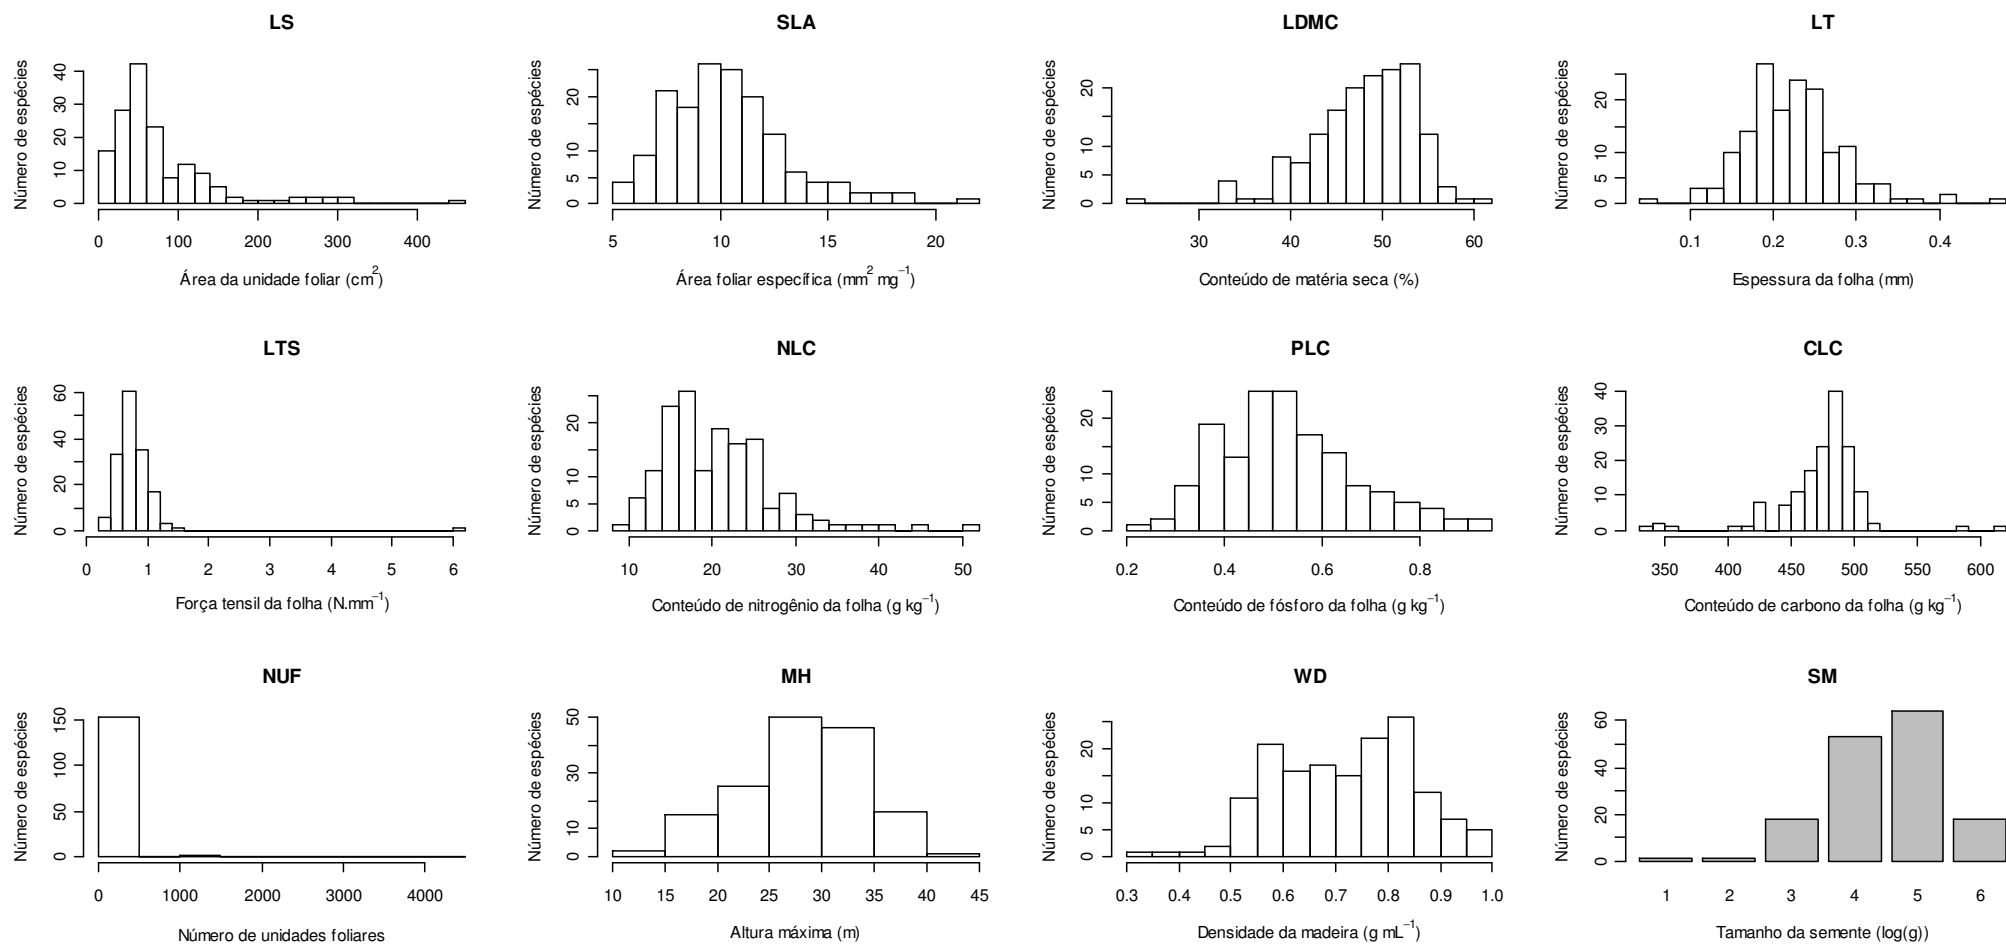 LS
Número de espécies
0 10 20 30 40
0 100 200 300 400
Área da unidade foliar (cm²)
SLA
Número de espécies
0 5 10 20
5 10 15 20
Área foliar específica (mm² mg⁻¹)
LDMC
Número de espécies
0 5 10 20
30 40 50 60
Conteúdo de matéria seca (%)
LT
Número de espécies
0 5 10 20
0.1 0.2 0.3 0.4
Espessura da folha (mm)
LTS
Número de espécies
0 20 40 60
0 1 2 3 4 5 6
Força tensil da folha (N.mm⁻¹)
NLC
Número de espécies
0 5 10 20
10 20 30 40 50
Conteúdo de nitrogênio da folha (g kg⁻¹)
PLC
Número de espécies
0 5 10 20
0.2 0.4 0.6 0.8
Conteúdo de fósforo da folha (g kg⁻¹)
CLC
Número de espécies
0 10 20 30 40
350 400 450 500 550 600
Conteúdo de carbono da folha (g kg⁻¹)
NUF
Número de espécies
0 50 100 150
0 1000 2000 3000 4000
Número de unidades foliares
MH
Número de espécies
0 10 30 50
10 15 20 25 30 35 40 45
Altura máxima (m)
WD
Número de espécies
0 5 10 20
0.3 0.4 0.5 0.6 0.7 0.8 0.9 1.0
Densidade da madeira (g mL⁻¹)
SM
Número de espécies
0 20 40 60
1 2 3 4 5 6
Tamanho da semente (log(g))